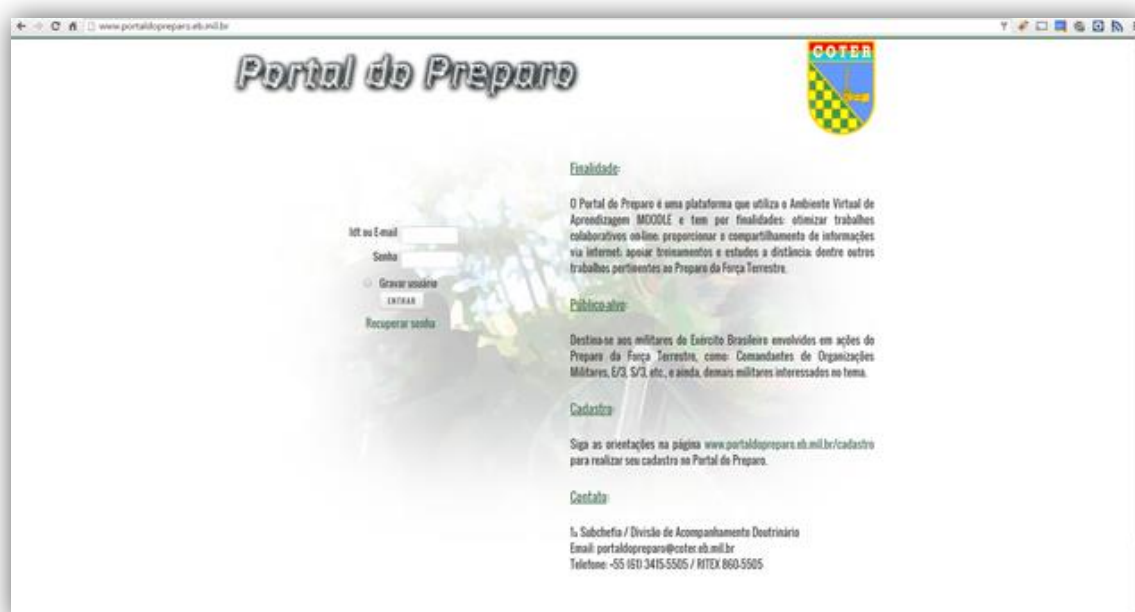 www.portaldopreparo.eb.mil.br
Portal do Preparo
COTER
Idt ou E-mail
Senha
Gravar usuário
ENTRAR
Recuperar senha
Finalidade:
O Portal do Preparo é uma plataforma que utiliza o Ambiente Virtual de
Aprendizagem MOODLE e tem por finalidades: otimizar trabalhos
colaborativos on-line; proporcionar o compartilhamento de informações
via internet; apoiar treinamentos e estudos a distância; dentre outros
trabalhos pertinentes ao Preparo da Força Terrestre.
Público-alvo:
Destina-se aos militares do Exército Brasileiro envolvidos em ações do
Preparo da Força Terrestre, como: Comandantes de Organizações
Militares, E/3, S/3, etc., e ainda, demais militares interessados no tema.
Cadastro:
Siga as orientações na página www.portaldopreparo.eb.mil.br/cadastro
para realizar seu cadastro no Portal do Preparo.
Contato:
1ª Subchefia / Divisão de Acompanhamento Doutrinário
Email: portaldopreparo@coter.eb.mil.br
Telefone: +55 (61) 3415-5505 / RITEX 860-5505